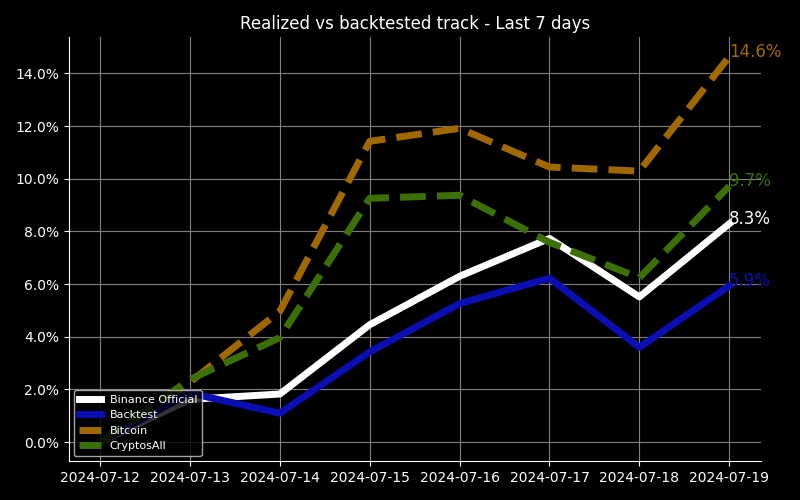 Realized vs backtested track - Last 7 days
14.0%
12.0%
10.0%
8.0%
6.0%
4.0%
2.0%
0.0%
14.6%
9.7%
8.3%
5.9%
Binance Official
Backtest
Bitcoin
CryptosAll
2024-07-12 2024-07-13 2024-07-14 2024-07-15 2024-07-16 2024-07-17 2024-07-18 2024-07-19